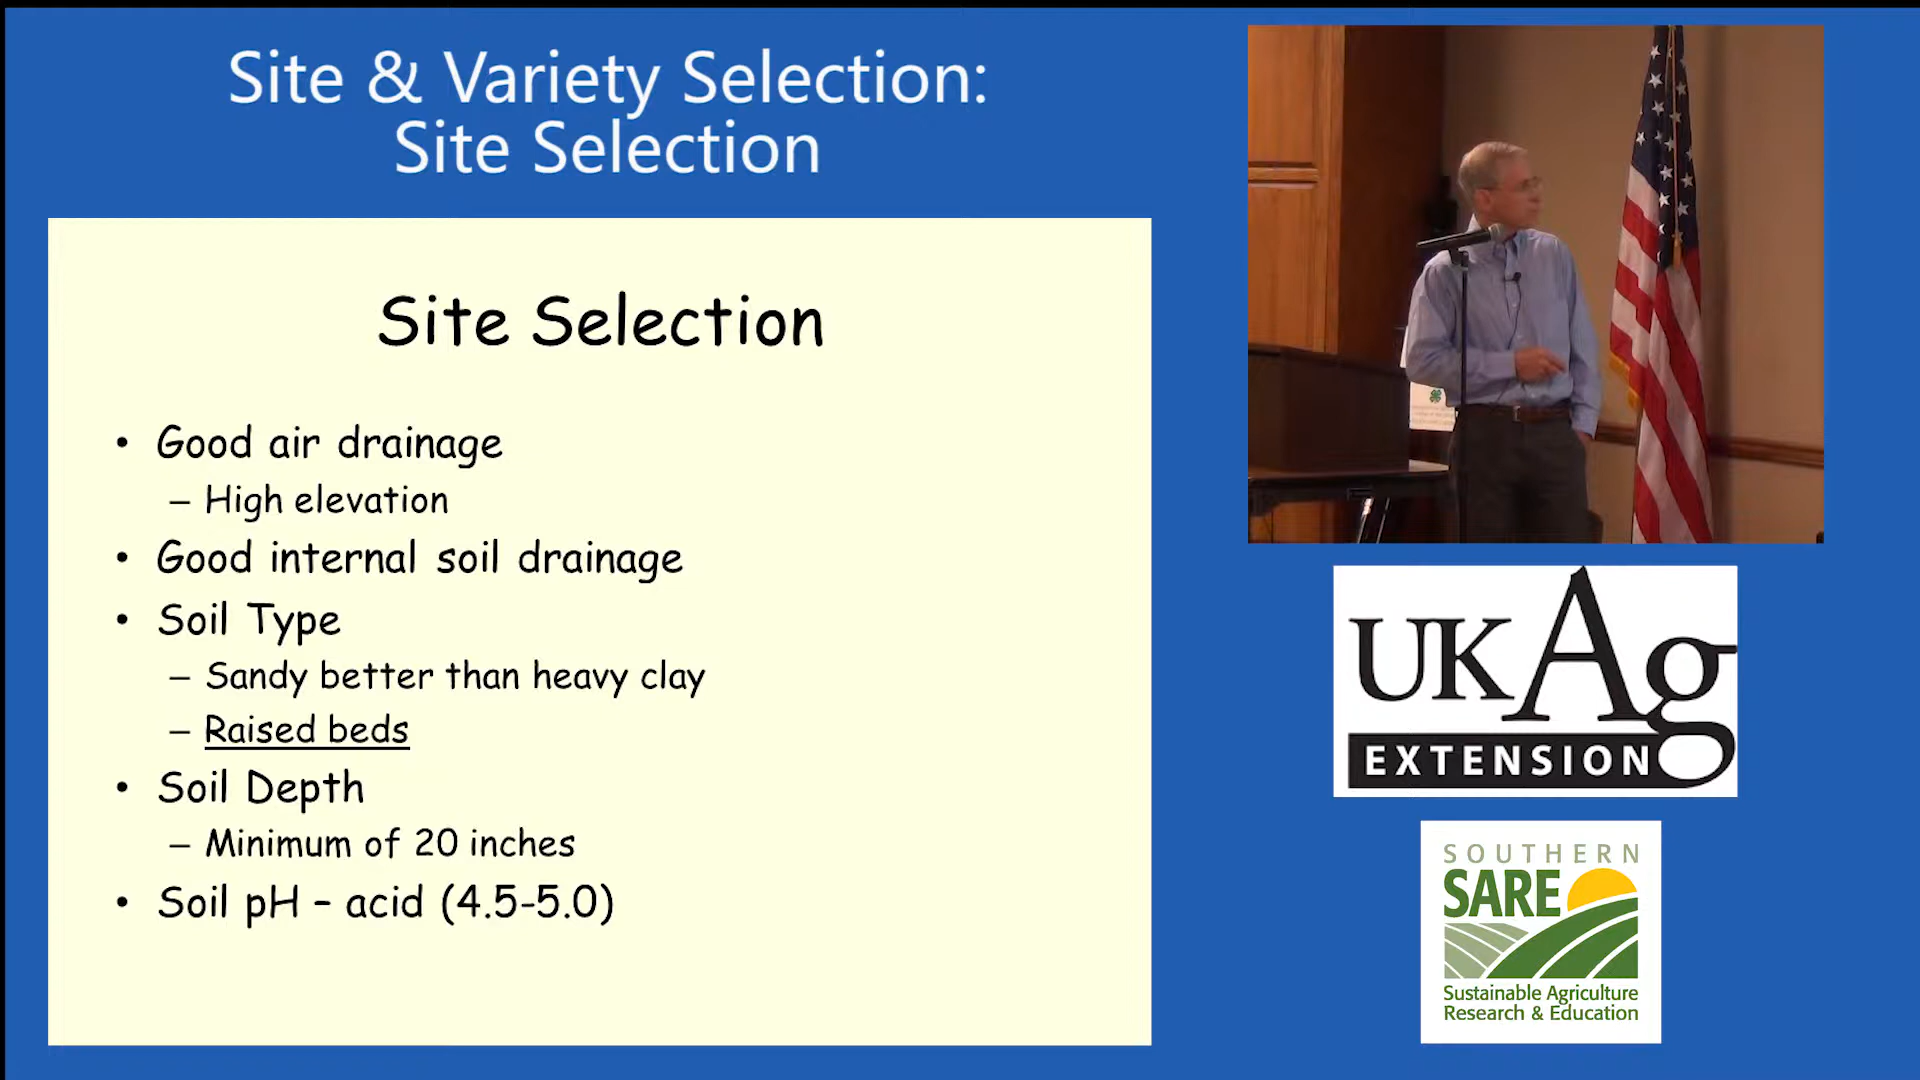 Site & Variety Selection:
Site Selection
Site Selection
• Good air drainage
– High elevation
• Good internal soil drainage
• Soil Type
– Sandy better than heavy clay
– Raised beds
• Soil Depth
– Minimum of 20 inches
• Soil pH – acid (4.5-5.0)
UKAg
EXTENSION
SOUTHERN
SARE
Sustainable Agriculture
Research & Education